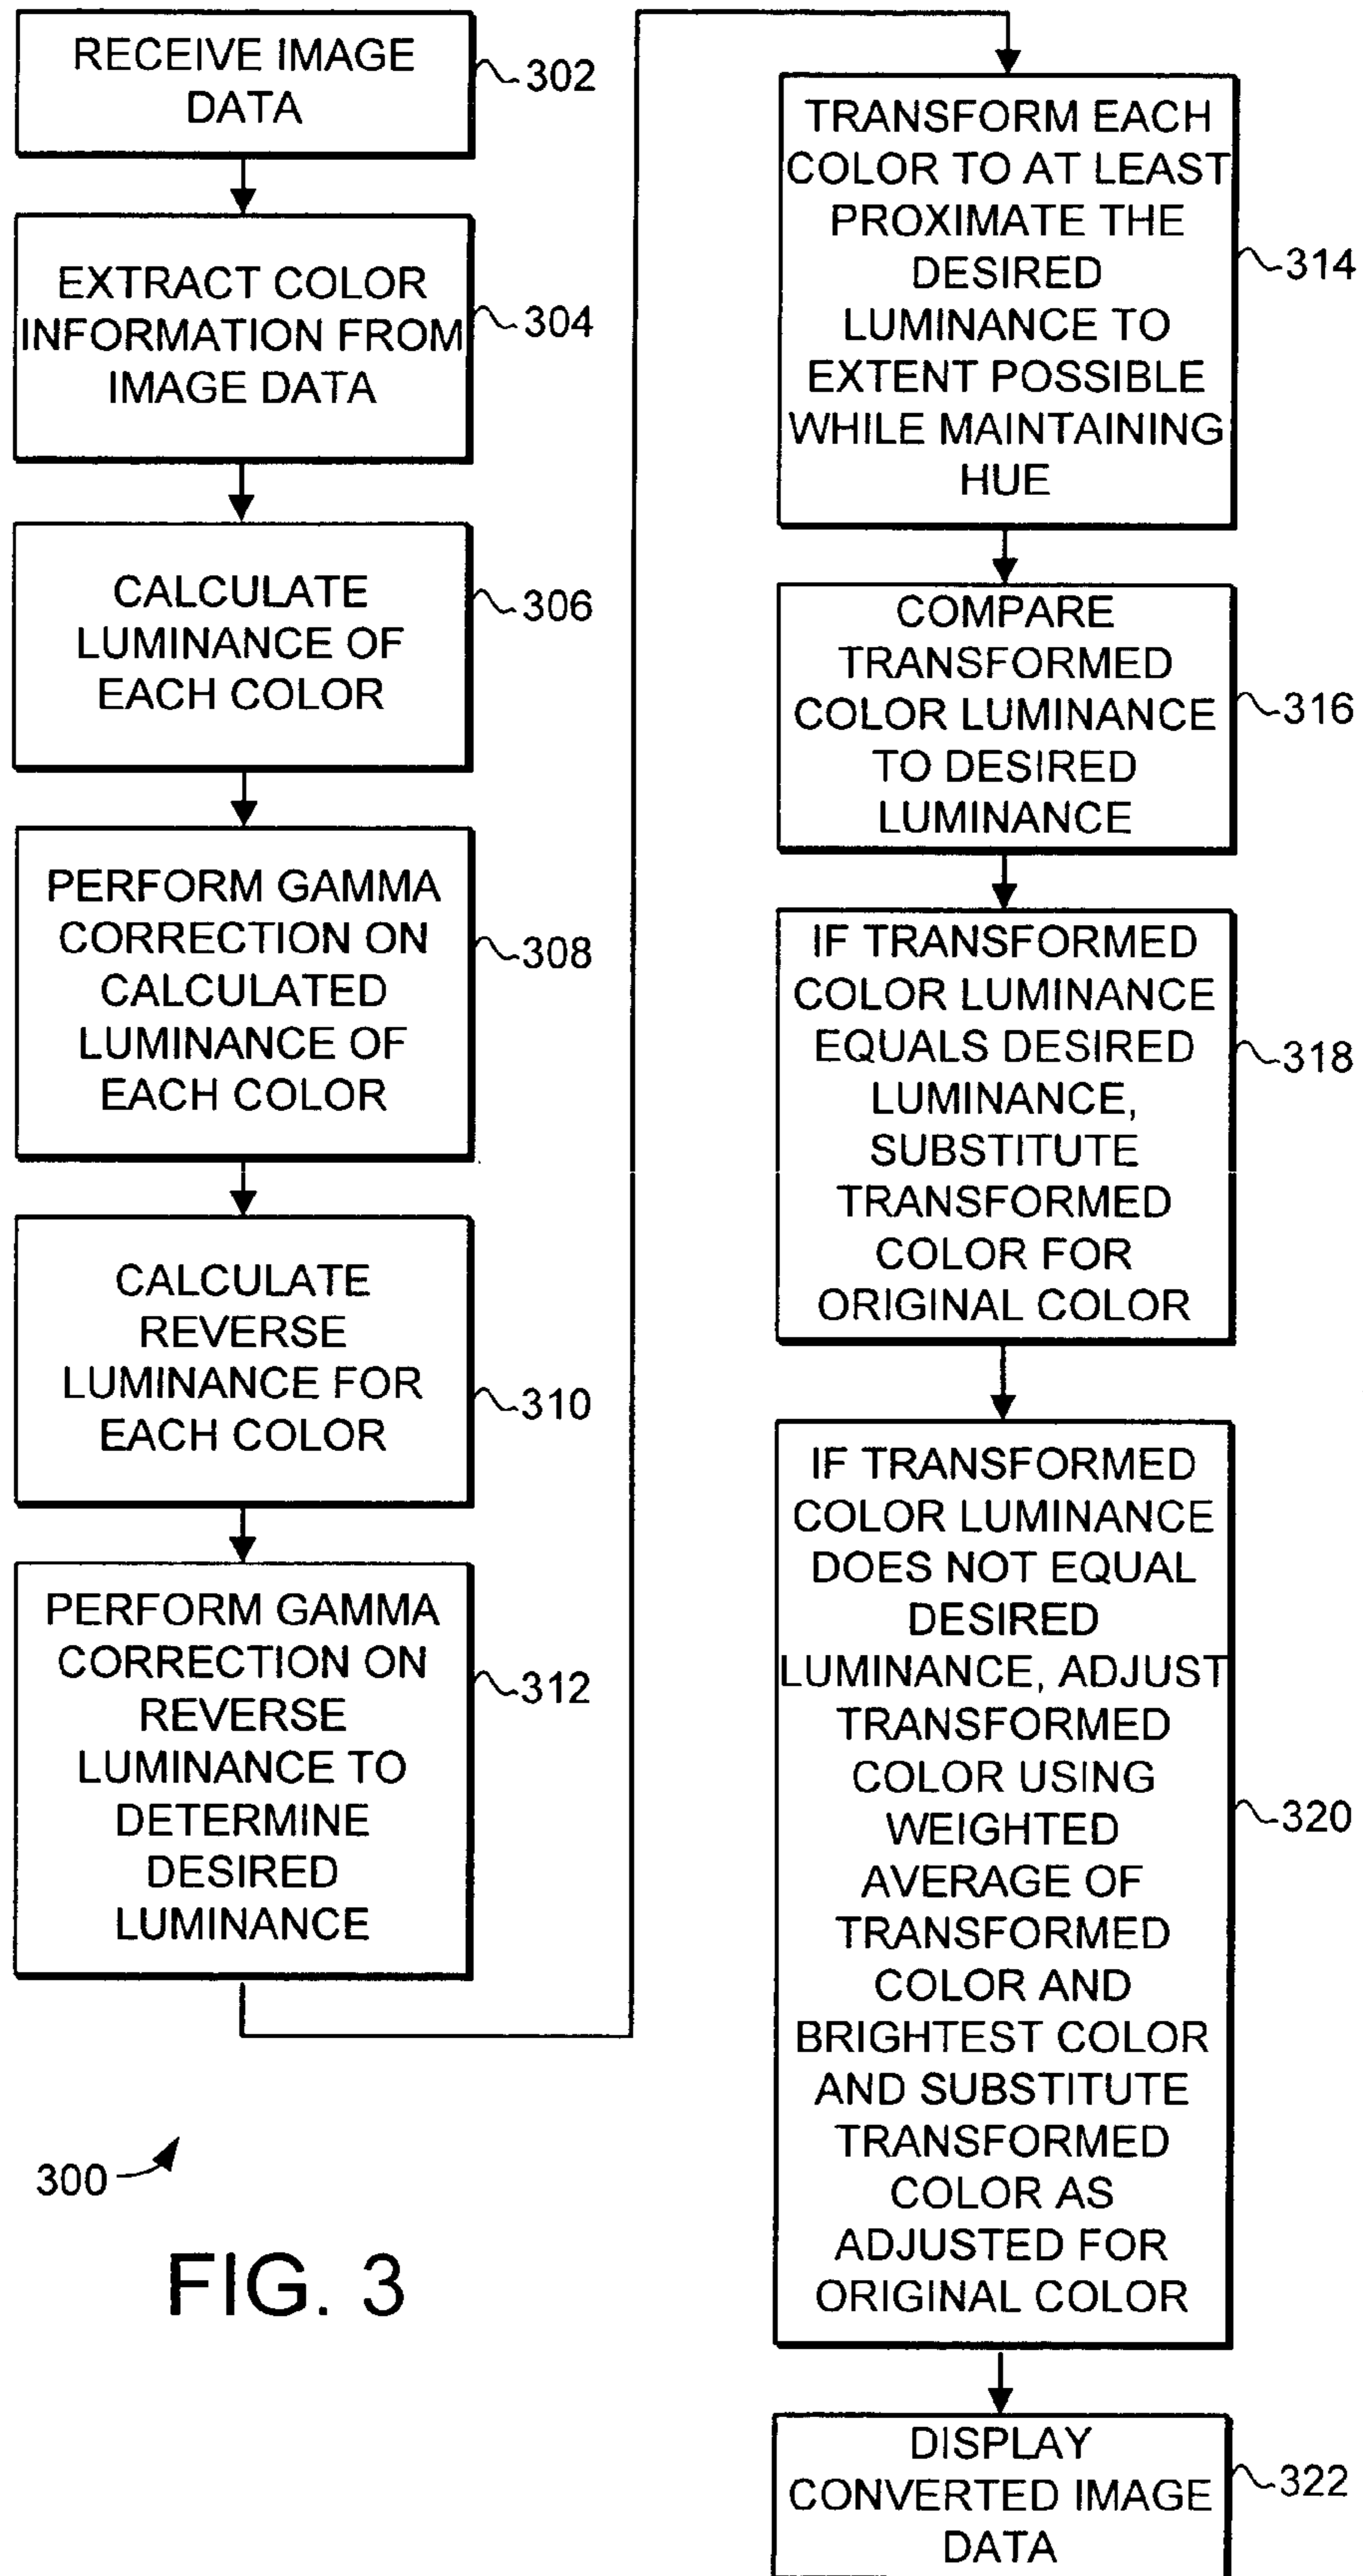 RECEIVE IMAGE
DATA
302
EXTRACT COLOR
INFORMATION FROM
IMAGE DATA
304
CALCULATE
LUMINANCE OF
EACH COLOR
306
PERFORM GAMMA
CORRECTION ON
CALCULATED
LUMINANCE OF
EACH COLOR
308
CALCULATE
REVERSE
LUMINANCE FOR
EACH COLOR
310
PERFORM GAMMA
CORRECTION ON
REVERSE
LUMINANCE TO
DETERMINE
DESIRED
LUMINANCE
312
TRANSFORM EACH
COLOR TO AT LEAST
PROXIMATE THE
DESIRED
LUMINANCE TO
EXTENT POSSIBLE
WHILE MAINTAINING
HUE
314
COMPARE
TRANSFORMED
COLOR LUMINANCE
TO DESIRED
LUMINANCE
316
IF TRANSFORMED
COLOR LUMINANCE
EQUALS DESIRED
LUMINANCE,
SUBSTITUTE
TRANSFORMED
COLOR FOR
ORIGINAL COLOR
318
IF TRANSFORMED
COLOR LUMINANCE
DOES NOT EQUAL
DESIRED
LUMINANCE, ADJUST
TRANSFORMED
COLOR USING
WEIGHTED
AVERAGE OF
TRANSFORMED
COLOR AND
BRIGHTEST COLOR
AND SUBSTITUTE
TRANSFORMED
COLOR AS
ADJUSTED FOR
ORIGINAL COLOR
320
DISPLAY
CONVERTED IMAGE
DATA
322
300
FIG. 3